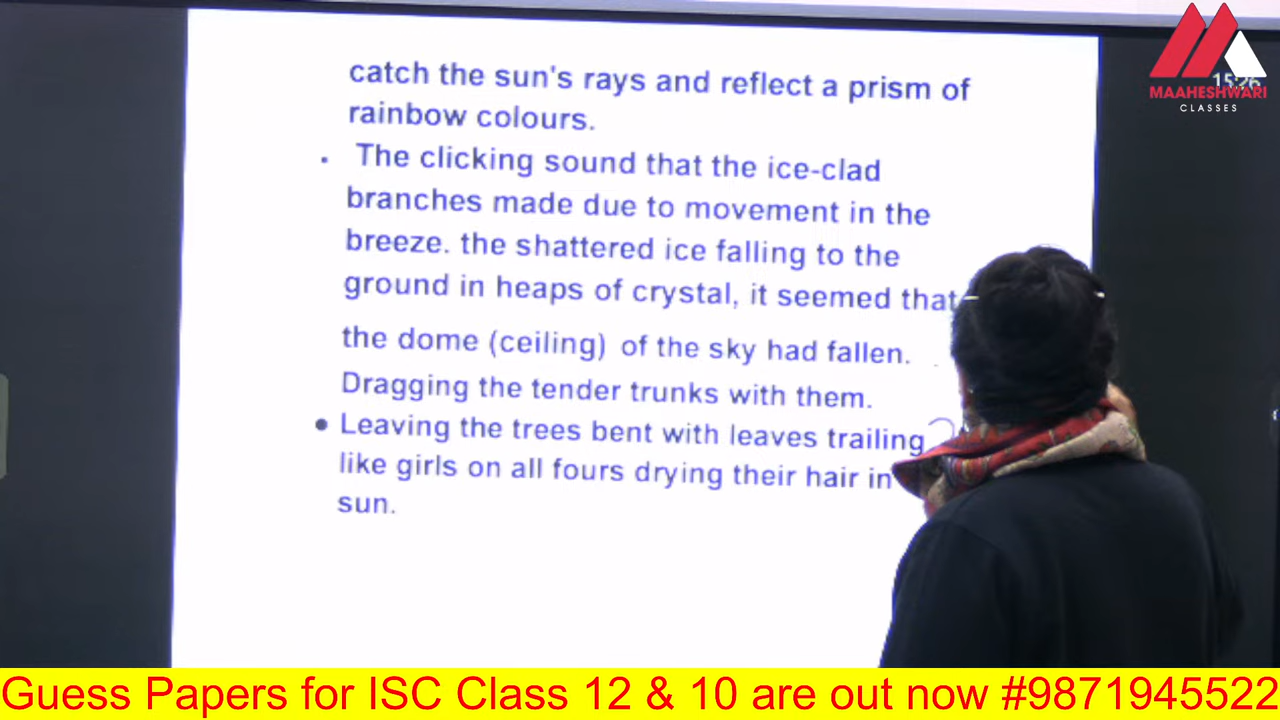 catch the sun's rays and reflect a prism of
rainbow colours.
. The clicking sound that the ice-clad
branches made due to movement in the
breeze. the shattered ice falling to the
ground in heaps of crystal, it seemed that
the dome (ceiling) of the sky had fallen.
Dragging the tender trunks with them.
● Leaving the trees bent with leaves trailing
like girls on all fours drying their hair in
sun.
15:26
MAAHESHWARI
CLASSES
Guess Papers for ISC Class 12 & 10 are out now #9871945522